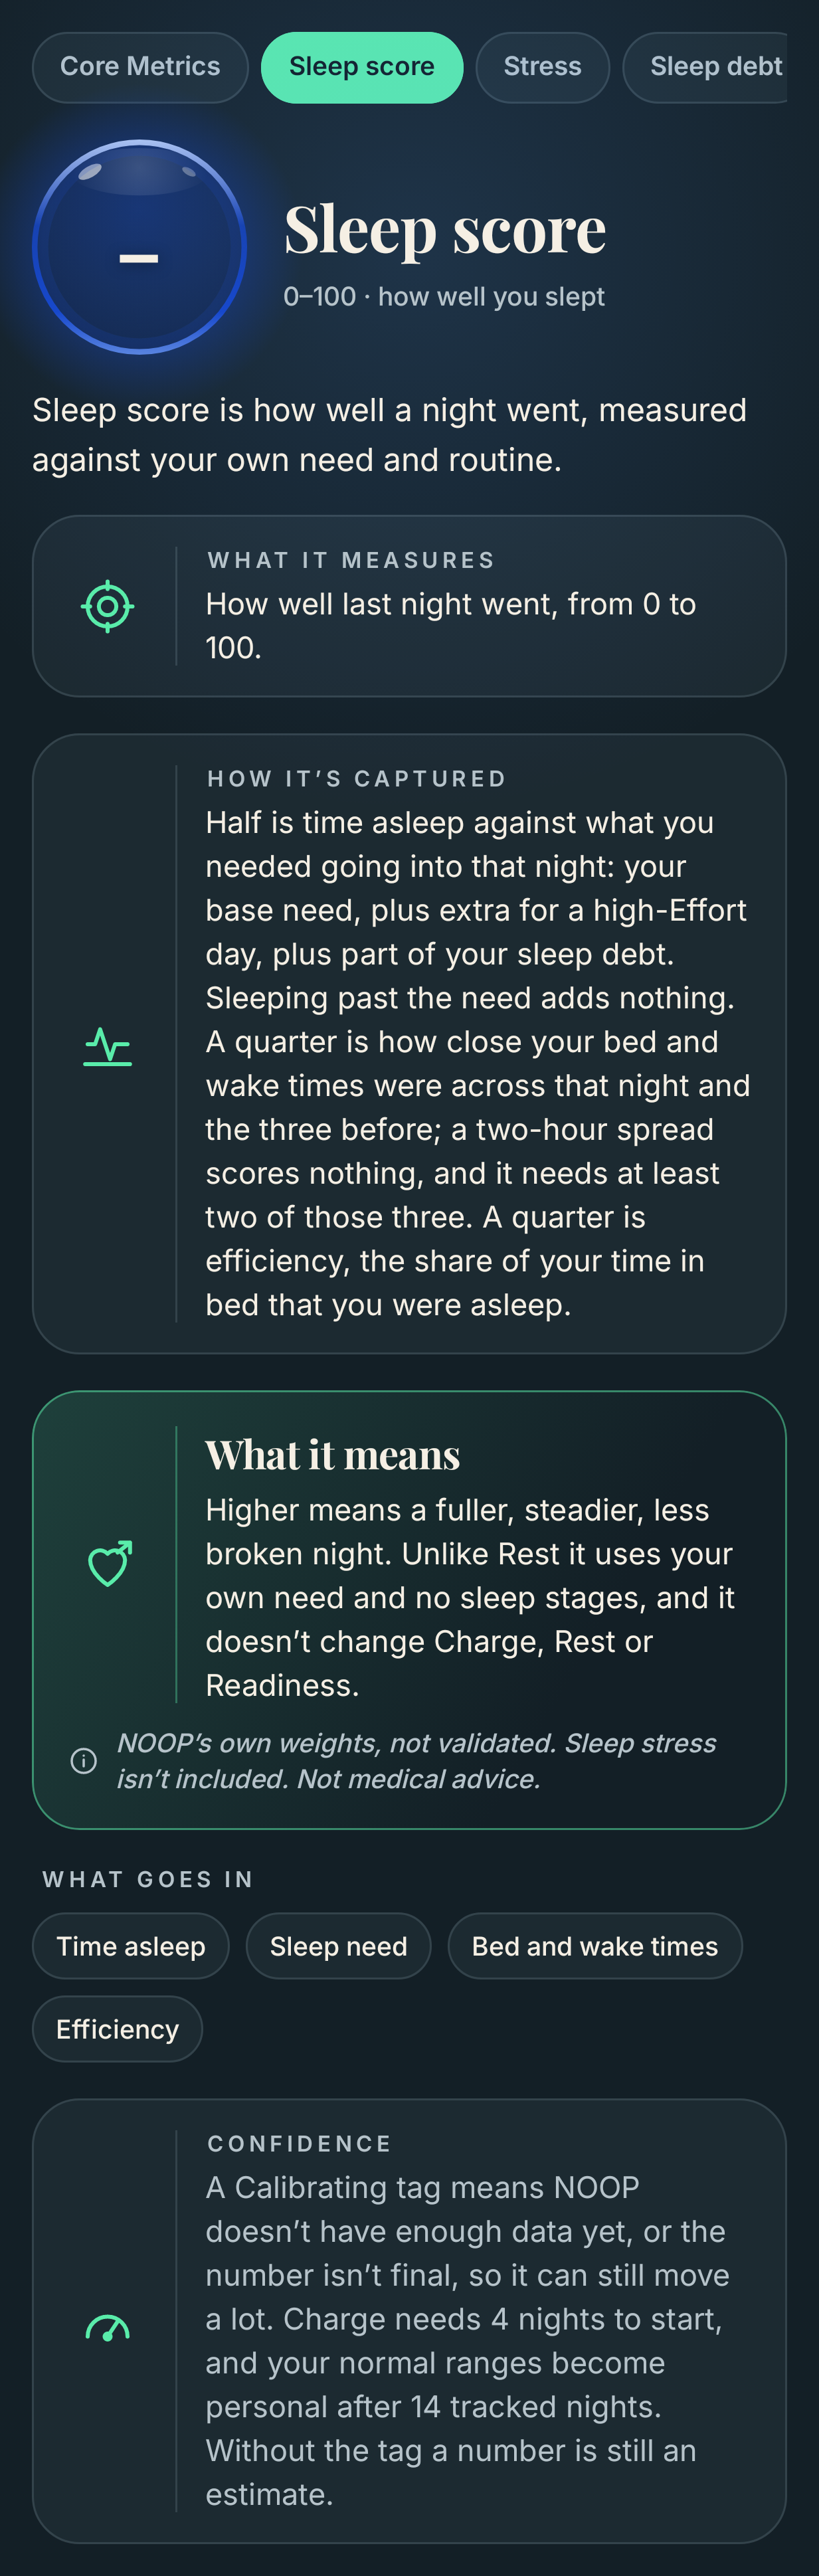 Core Metrics
Sleep score
Stress
Sleep debt
–
Sleep score
0–100 · how well you slept
Sleep score is how well a night went, measured
against your own need and routine.
WHAT IT MEASURES
How well last night went, from 0 to
100.
HOW IT’S CAPTURED
Half is time asleep against what you
needed going into that night: your
base need, plus extra for a high-Effort
day, plus part of your sleep debt.
Sleeping past the need adds nothing.
A quarter is how close your bed and
wake times were across that night and
the three before; a two-hour spread
scores nothing, and it needs at least
two of those three. A quarter is
efficiency, the share of your time in
bed that you were asleep.
What it means
Higher means a fuller, steadier, less
broken night. Unlike Rest it uses your
own need and no sleep stages, and it
doesn’t change Charge, Rest or
Readiness.
NOOP’s own weights, not validated. Sleep stress
isn’t included. Not medical advice.
WHAT GOES IN
Time asleep
Sleep need
Bed and wake times
Efficiency
CONFIDENCE
A Calibrating tag means NOOP
doesn’t have enough data yet, or the
number isn’t final, so it can still move
a lot. Charge needs 4 nights to start,
and your normal ranges become
personal after 14 tracked nights.
Without the tag a number is still an
estimate.